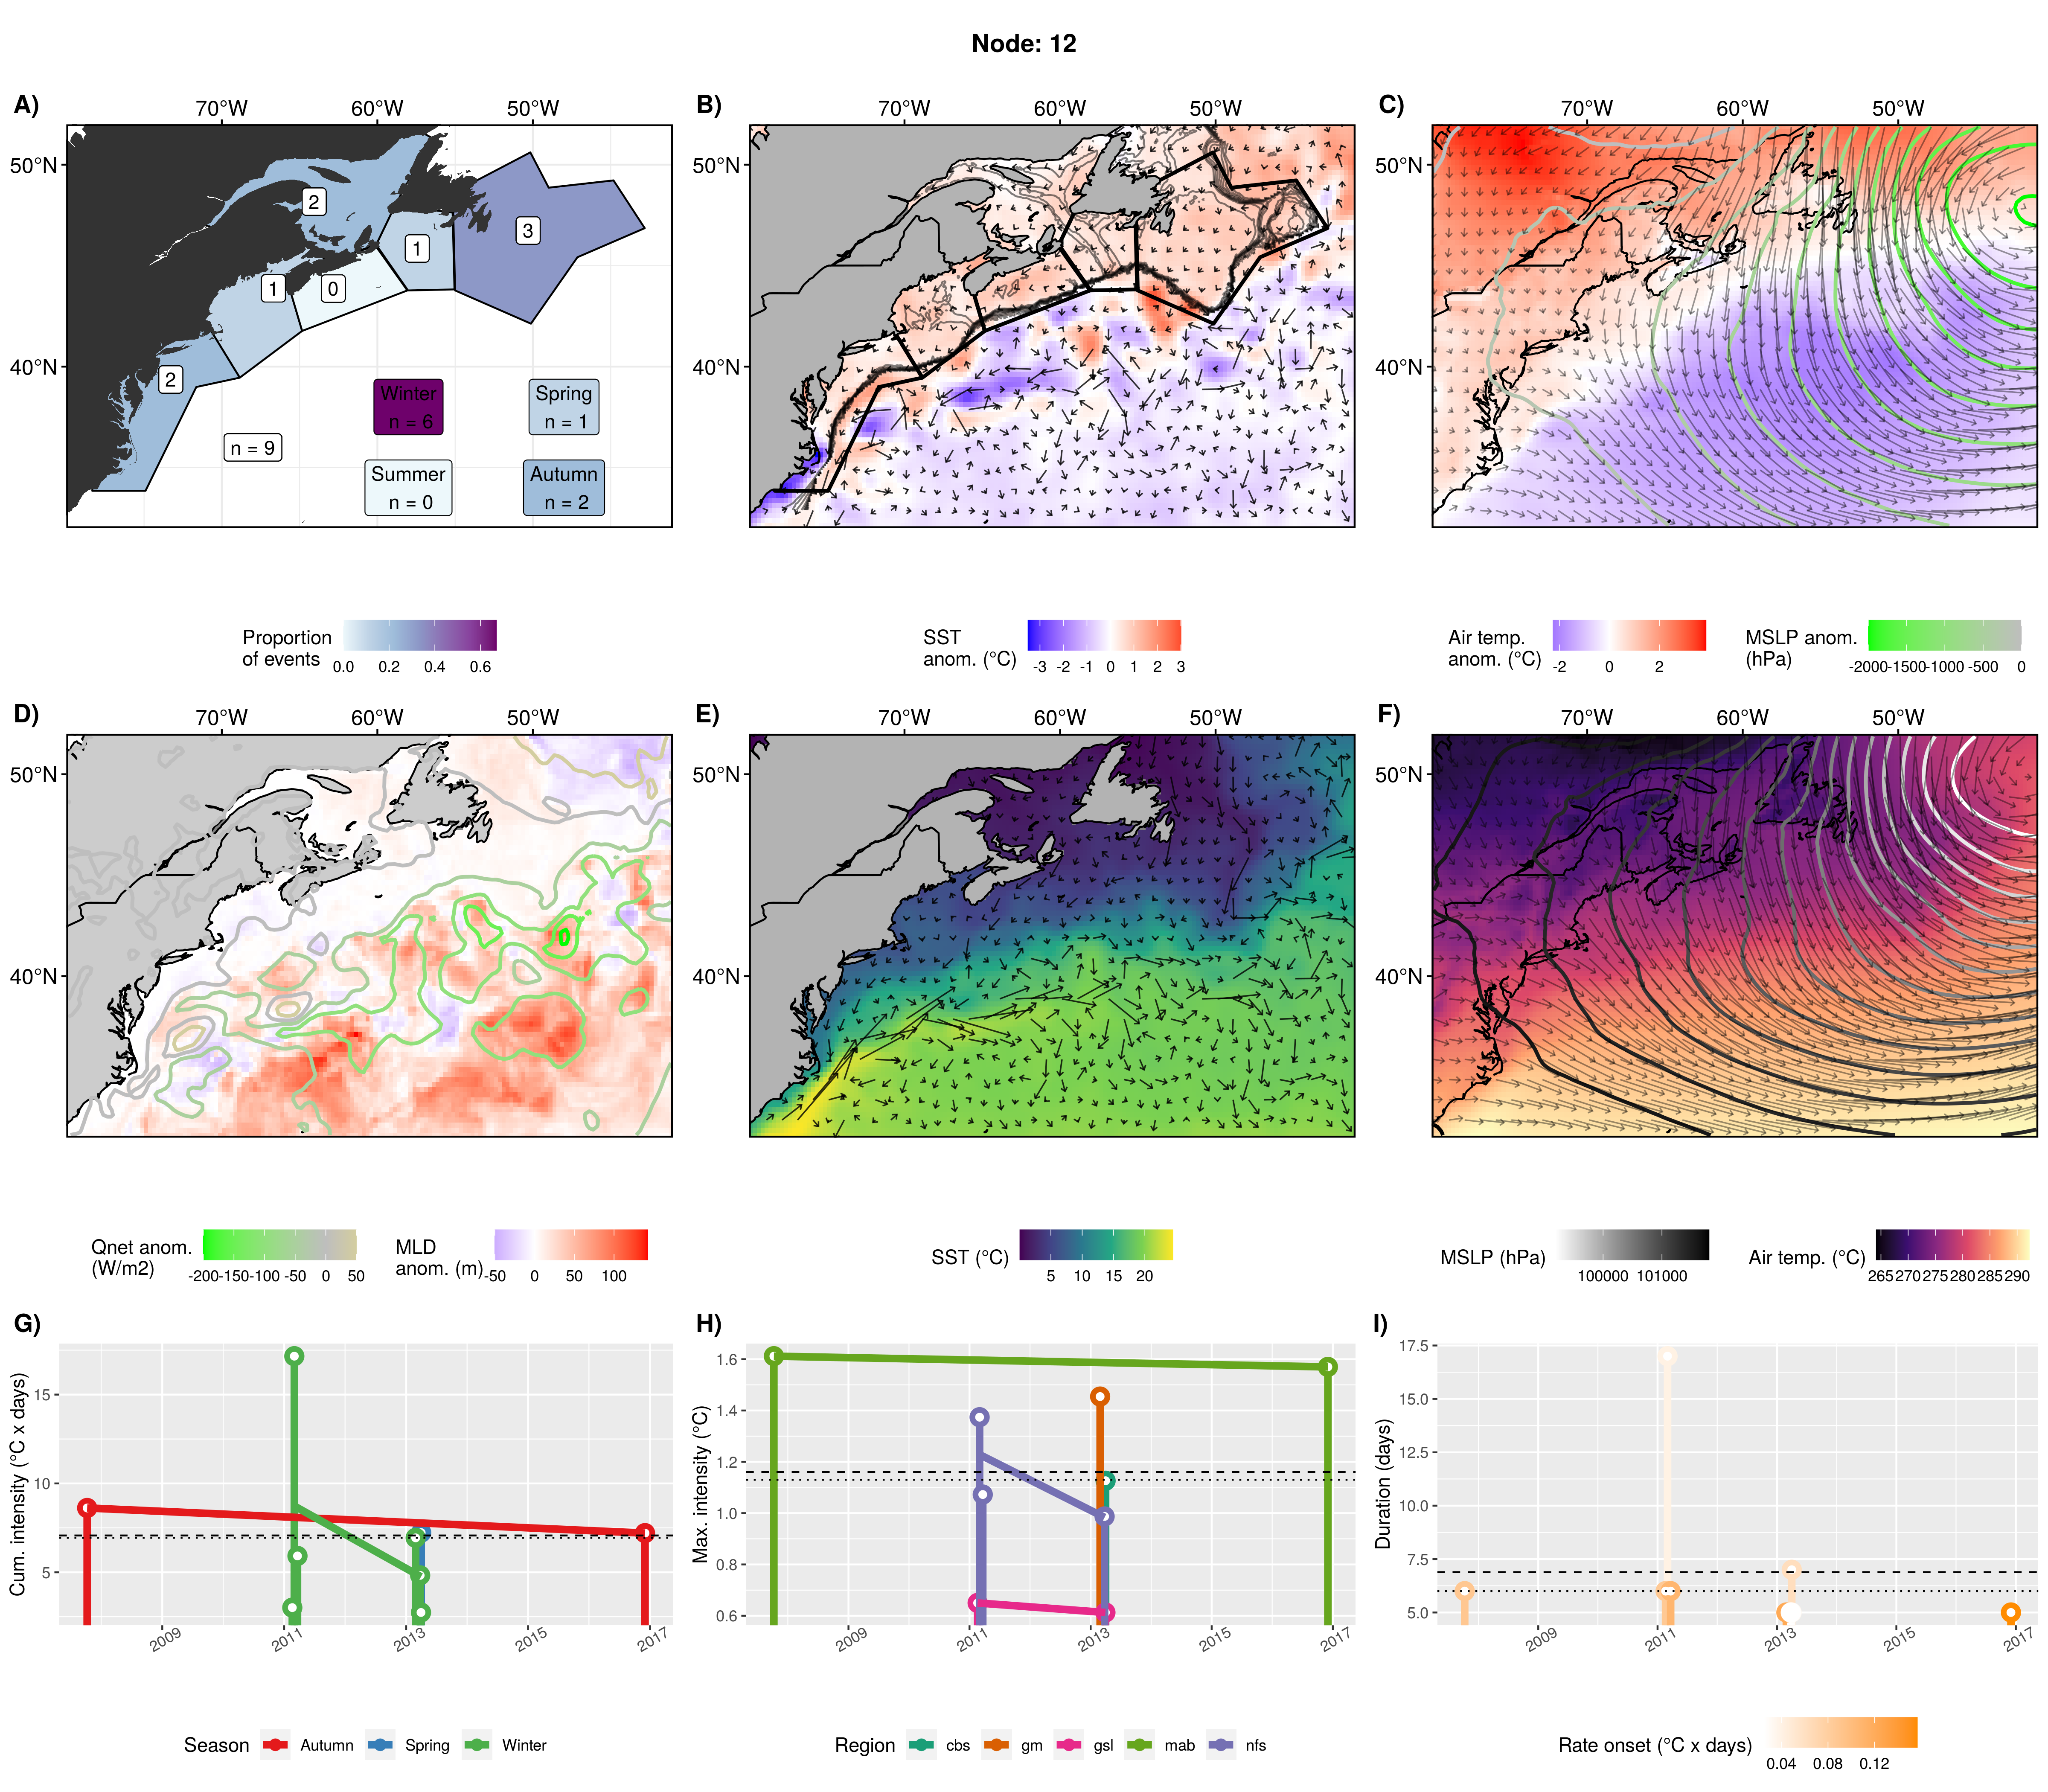 Node: 12
A)
70°W 60°W 50°W
50°N
40°N
2
1
3
1
0
2
n = 9
Winter
n = 6
Spring
n = 1
Summer
n = 0
Autumn
n = 2
Proportion
of events
0.0 0.2 0.4 0.6
B)
70°W 60°W 50°W
50°N
40°N
SST
anom. (°C)
-3 -2 -1 0 1 2 3
C)
70°W 60°W 50°W
50°N
40°N
Air temp.
anom. (°C)
-2 0 2
MSLP anom.
(hPa)
-2000 -1500 -1000 -500 0
D)
70°W 60°W 50°W
50°N
40°N
Qnet anom.
(W/m2)
-200 -150 -100 -50 0 50
MLD
anom. (m)
-50 0 50 100
E)
70°W 60°W 50°W
50°N
40°N
SST (°C)
5 10 15 20
F)
70°W 60°W 50°W
50°N
40°N
MSLP (hPa)
100000 101000
Air temp. (°C)
265 270 275 280 285 290
G)
Cum. intensity (°C x days)
15
10
5
2009 2011 2013 2015 2017
Season Autumn Spring Winter
H)
Max. intensity (°C)
1.6
1.4
1.2
1.0
0.8
0.6
2009 2011 2013 2015 2017
Region cbs gm gsl mab nfs
I)
Duration (days)
17.5
15.0
12.5
10.0
7.5
5.0
2009 2011 2013 2015 2017
Rate onset (°C x days)
0.04 0.08 0.12